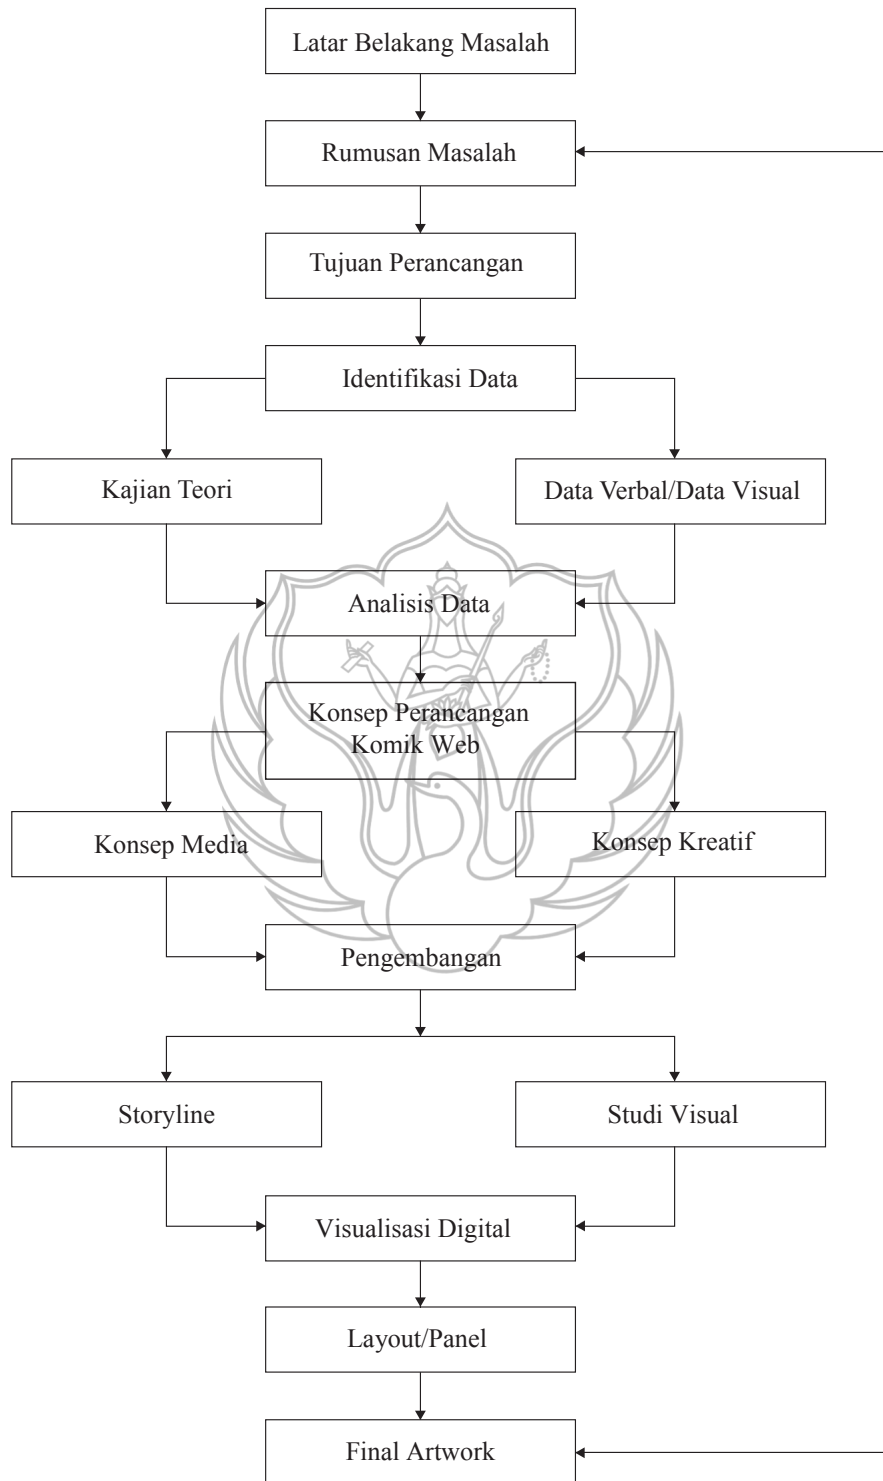 Latar Belakang Masalah
Rumusan Masalah
Tujuan Perancangan
Identifikasi Data
Kajian Teori
Data Verbal/Data Visual
Analisis Data
Konsep Perancangan
Komik Web
Konsep Media
Konsep Kreatif
Pengembangan
Storyline
Studi Visual
Visualisasi Digital
Layout/Panel
Final Artwork